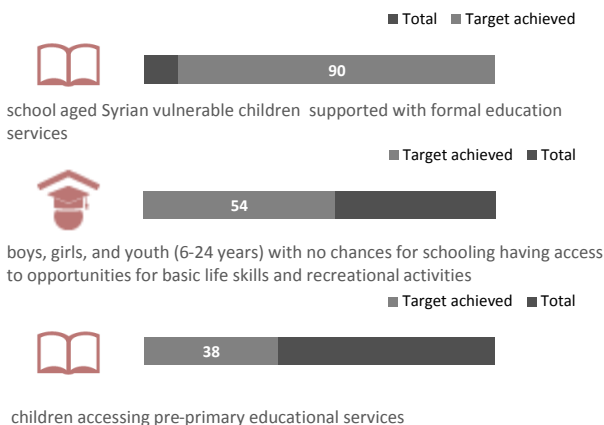 Total Target achieved
90
school aged Syrian vulnerable children supported with formal education
services
Target achieved Total
54
boys, girls, and youth (6-24 years) with no chances for schooling having access
to opportunities for basic life skills and recreational activities
Target achieved Total
38
children accessing pre-primary educational services